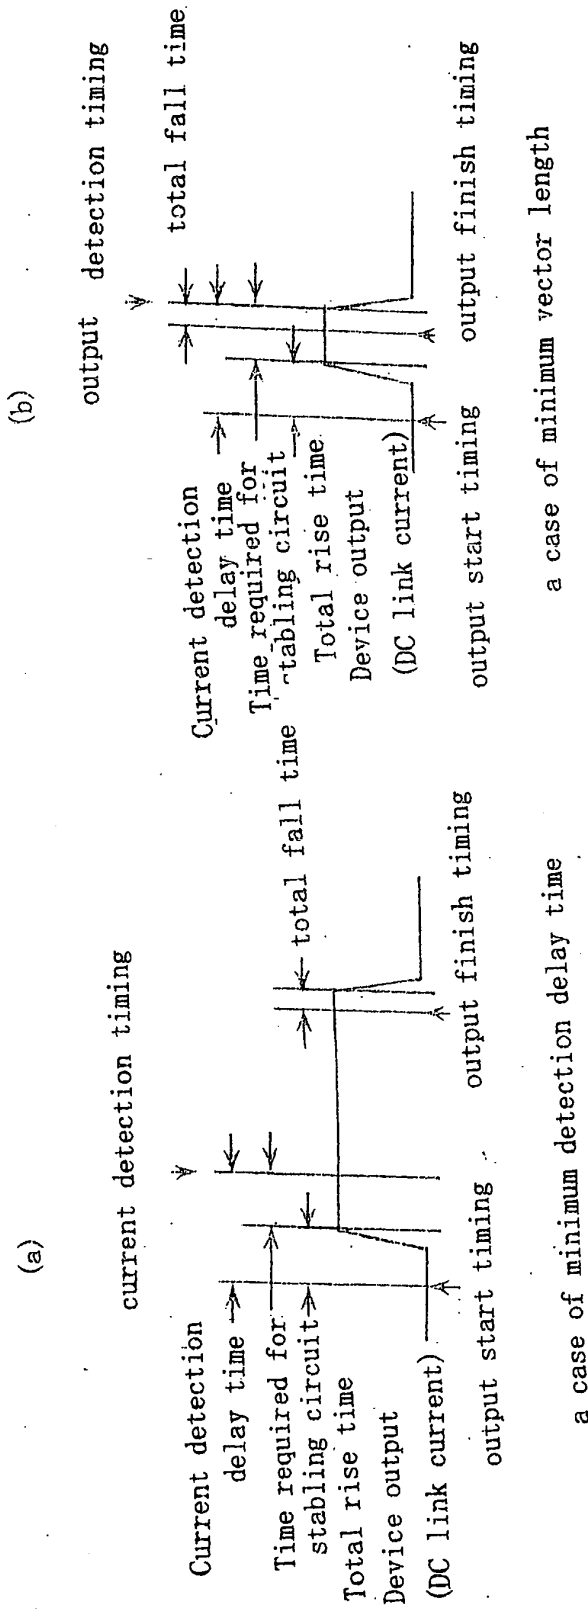 (a)
current detection timing
Current detection
delay time
Time required for
stabling circuit
Total rise time
Device output
(DC link current)
total fall time
output start timing
output finish timing
a case of minimum detection delay time
(b)
output detection timing
total fall time
Current detection
delay time
Time required for
tabling circuit
Total rise time
Device output
(DC link current)
output start timing
output finish timing
a case of minimum vector length